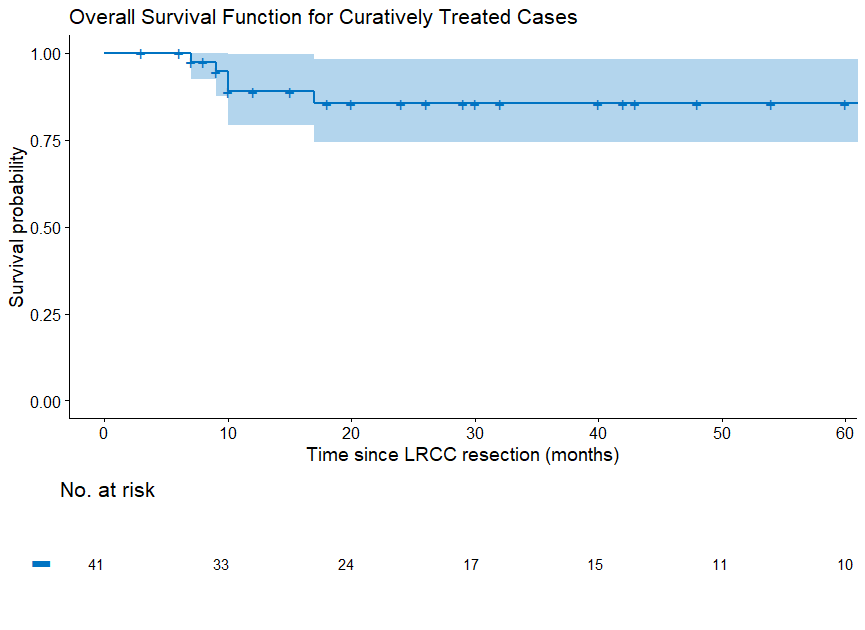 Overall Survival Function for Curatively Treated Cases
Survival probability
1.00
0.75
0.50
0.25
0.00
0 10 20 30 40 50 60
Time since LRCC resection (months)
No. at risk
41 33 24 17 15 11 10